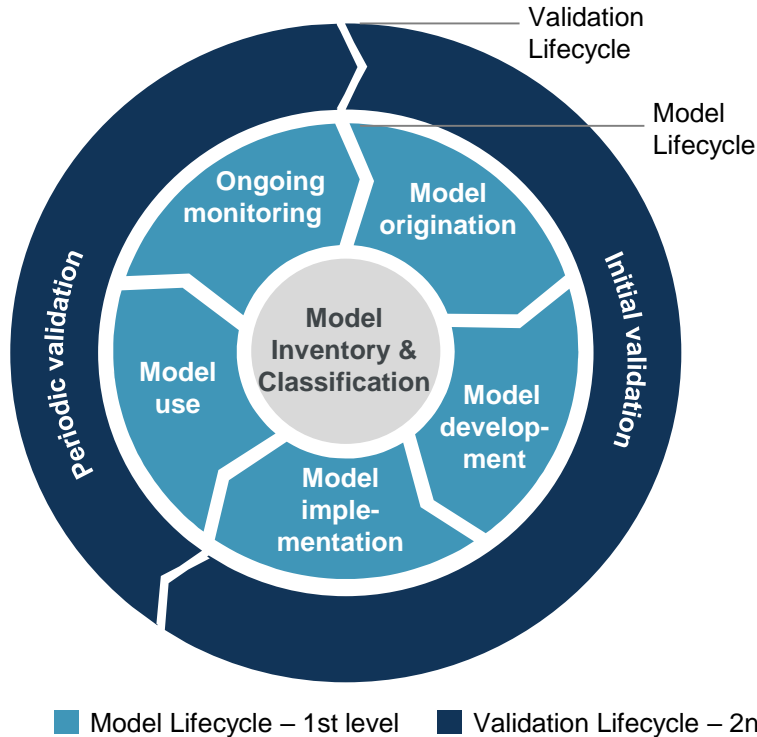 Validation
Lifecycle
Model
Lifecycle
Ongoing
monitoring
Model
origination
Periodic validation
Initial validation
Model
Inventory &
Classification
Model
use
Model
develop-
ment
Model
imple-
mentation
Model Lifecycle – 1st level
Validation Lifecycle – 2n